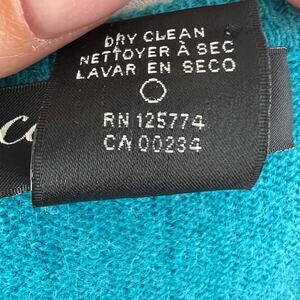 DRY CLEAN
NETTOYER À SEC
LAVAR EN SECO
RN 125774
CA 00234